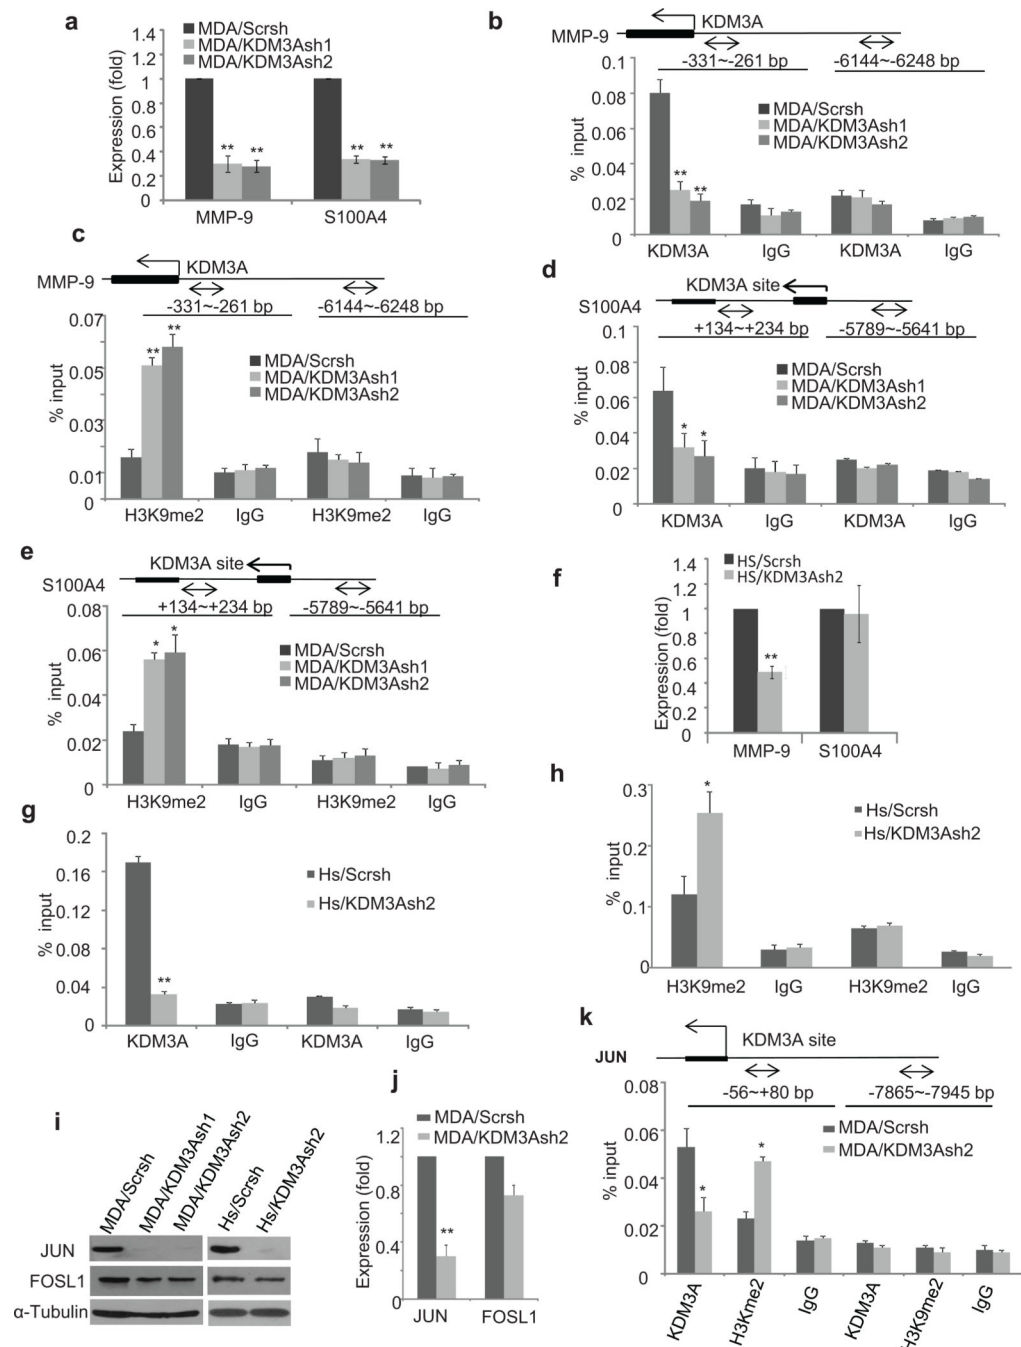 a
1.4
1.2
1
0.8
0.6
0.4
0.2
0
Expression (fold)
MDA/Scrsh
MDA/KDM3Ash1
MDA/KDM3Ash2
** **
** **
MMP-9 S100A4
b
MMP-9
KDM3A
-331~-261 bp -6144~-6248 bp
0.1
0.08
0.06
0.04
0.02
0
% input
MDA/Scrsh
MDA/KDM3Ash1
MDA/KDM3Ash2
** **
KDM3A IgG KDM3A IgG
c
MMP-9
KDM3A
-331~-261 bp -6144~-6248 bp
0.07
0.05
0.03
0.01
0
% input
MDA/Scrsh
MDA/KDM3Ash1
MDA/KDM3Ash2
** **
H3K9me2 IgG H3K9me2 IgG
d
KDM3A site
S100A4
+134~+234 bp -5789~-5641 bp
0.1
0.08
0.06
0.04
0.02
0
% input
MDA/Scrsh
MDA/KDM3Ash1
MDA/KDM3Ash2
* *
KDM3A IgG KDM3A IgG
e
KDM3A site
S100A4
+134~+234 bp -5789~-5641 bp
0.08
0.06
0.04
0.02
0
% input
MDA/Scrsh
MDA/KDM3Ash1
MDA/KDM3Ash2
* *
H3K9me2 IgG H3K9me2 IgG
f
1.4
1.2
1
0.8
0.6
0.4
0.2
0
Expression (fold)
HS/Scrsh
HS/KDM3Ash2
**
MMP-9 S100A4
g
0.2
0.16
0.12
0.08
0.04
0
% input
Hs/Scrsh
Hs/KDM3Ash2
**
KDM3A IgG KDM3A IgG
h
0.3
0.2
0.1
0
% input
Hs/Scrsh
Hs/KDM3Ash2
*
H3K9me2 IgG H3K9me2 IgG
i
MDA/Scrsh
MDA/KDM3Ash1
MDA/KDM3Ash2
Hs/Scrsh
Hs/KDM3Ash2
JUN
FOSL1
α-Tubulin
j
1.2
0.8
0.4
0
Expression (fold)
MDA/Scrsh
MDA/KDM3Ash2
**
JUN FOSL1
k
KDM3A site
JUN
-56~+80 bp -7865~-7945 bp
0.08
0.06
0.04
0.02
0
% input
MDA/Scrsh
MDA/KDM3Ash2
* *
KDM3A
H3Kme2
IgG
KDM3A
H3K9me2
IgG